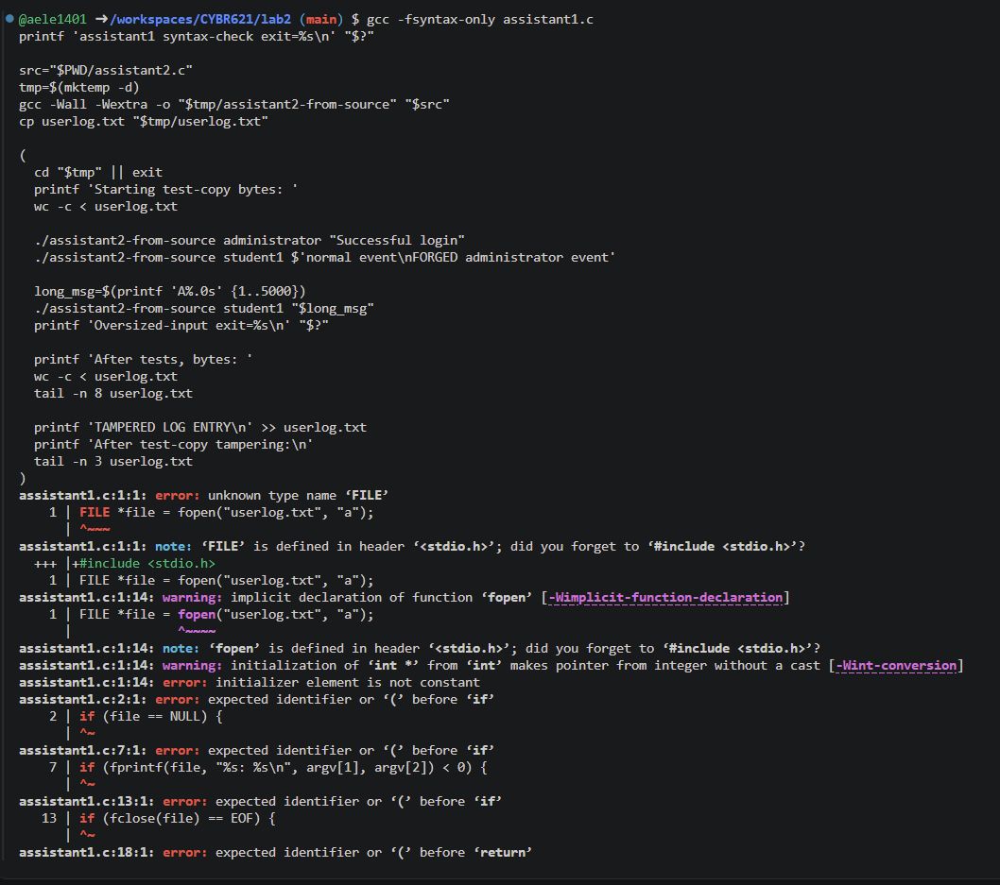 @aele1401 ➜/workspaces/CYBR621/lab2 (main) $ gcc -fsyntax-only assistant1.c
printf 'assistant1 syntax-check exit=%s\n' "$?"

src="$PWD/assistant2.c"
tmp=$(mktemp -d)
gcc -Wall -Wextra -o "$tmp/assistant2-from-source" "$src"
cp userlog.txt "$tmp/userlog.txt"

(
  cd "$tmp" || exit
  printf 'Starting test-copy bytes: '
  wc -c < userlog.txt

  ./assistant2-from-source administrator "Successful login"
  ./assistant2-from-source student1 $'normal event\nFORGED administrator event'

  long_msg=$(printf 'A%.0s' {1..5000})
  ./assistant2-from-source student1 "$long_msg"
  printf 'Oversized-input exit=%s\n' "$?"

  printf 'After tests, bytes: '
  wc -c < userlog.txt
  tail -n 8 userlog.txt

  printf 'TAMPERED LOG ENTRY\n' >> userlog.txt
  printf 'After test-copy tampering:\n'
  tail -n 3 userlog.txt
)
assistant1.c:1:1: error: unknown type name ‘FILE’
    1 | FILE *file = fopen("userlog.txt", "a");
      | ^~~~
assistant1.c:1:1: note: ‘FILE’ is defined in header ‘<stdio.h>’; did you forget to ‘#include <stdio.h>’?
  +++ |+#include <stdio.h>
    1 | FILE *file = fopen("userlog.txt", "a");
assistant1.c:1:14: warning: implicit declaration of function ‘fopen’ [-Wimplicit-function-declaration]
    1 | FILE *file = fopen("userlog.txt", "a");
      |              ^~~~~
assistant1.c:1:14: note: ‘fopen’ is defined in header ‘<stdio.h>’; did you forget to ‘#include <stdio.h>’?
assistant1.c:1:14: warning: initialization of ‘int *’ from ‘int’ makes pointer from integer without a cast [-Wint-conversion]
assistant1.c:1:14: error: initializer element is not constant
assistant1.c:2:1: error: expected identifier or ‘(’ before ‘if’
    2 | if (file == NULL) {
      | ^~
assistant1.c:7:1: error: expected identifier or ‘(’ before ‘if’
    7 | if (fprintf(file, "%s: %s\n", argv[1], argv[2]) < 0) {
      | ^~
assistant1.c:13:1: error: expected identifier or ‘(’ before ‘if’
   13 | if (fclose(file) == EOF) {
      | ^~
assistant1.c:18:1: error: expected identifier or ‘(’ before ‘return’